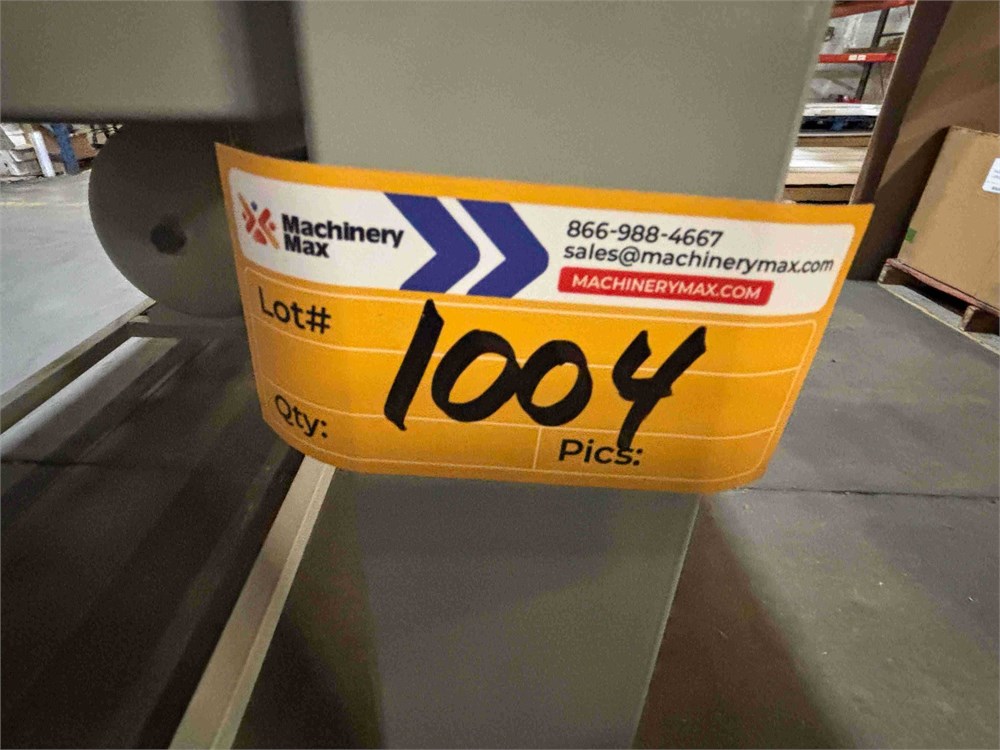 Machinery
Max
866-988-4667
sales@machinerymax.com
MACHINERYMAX.COM
Lot#
1004
Qty:
Pics: